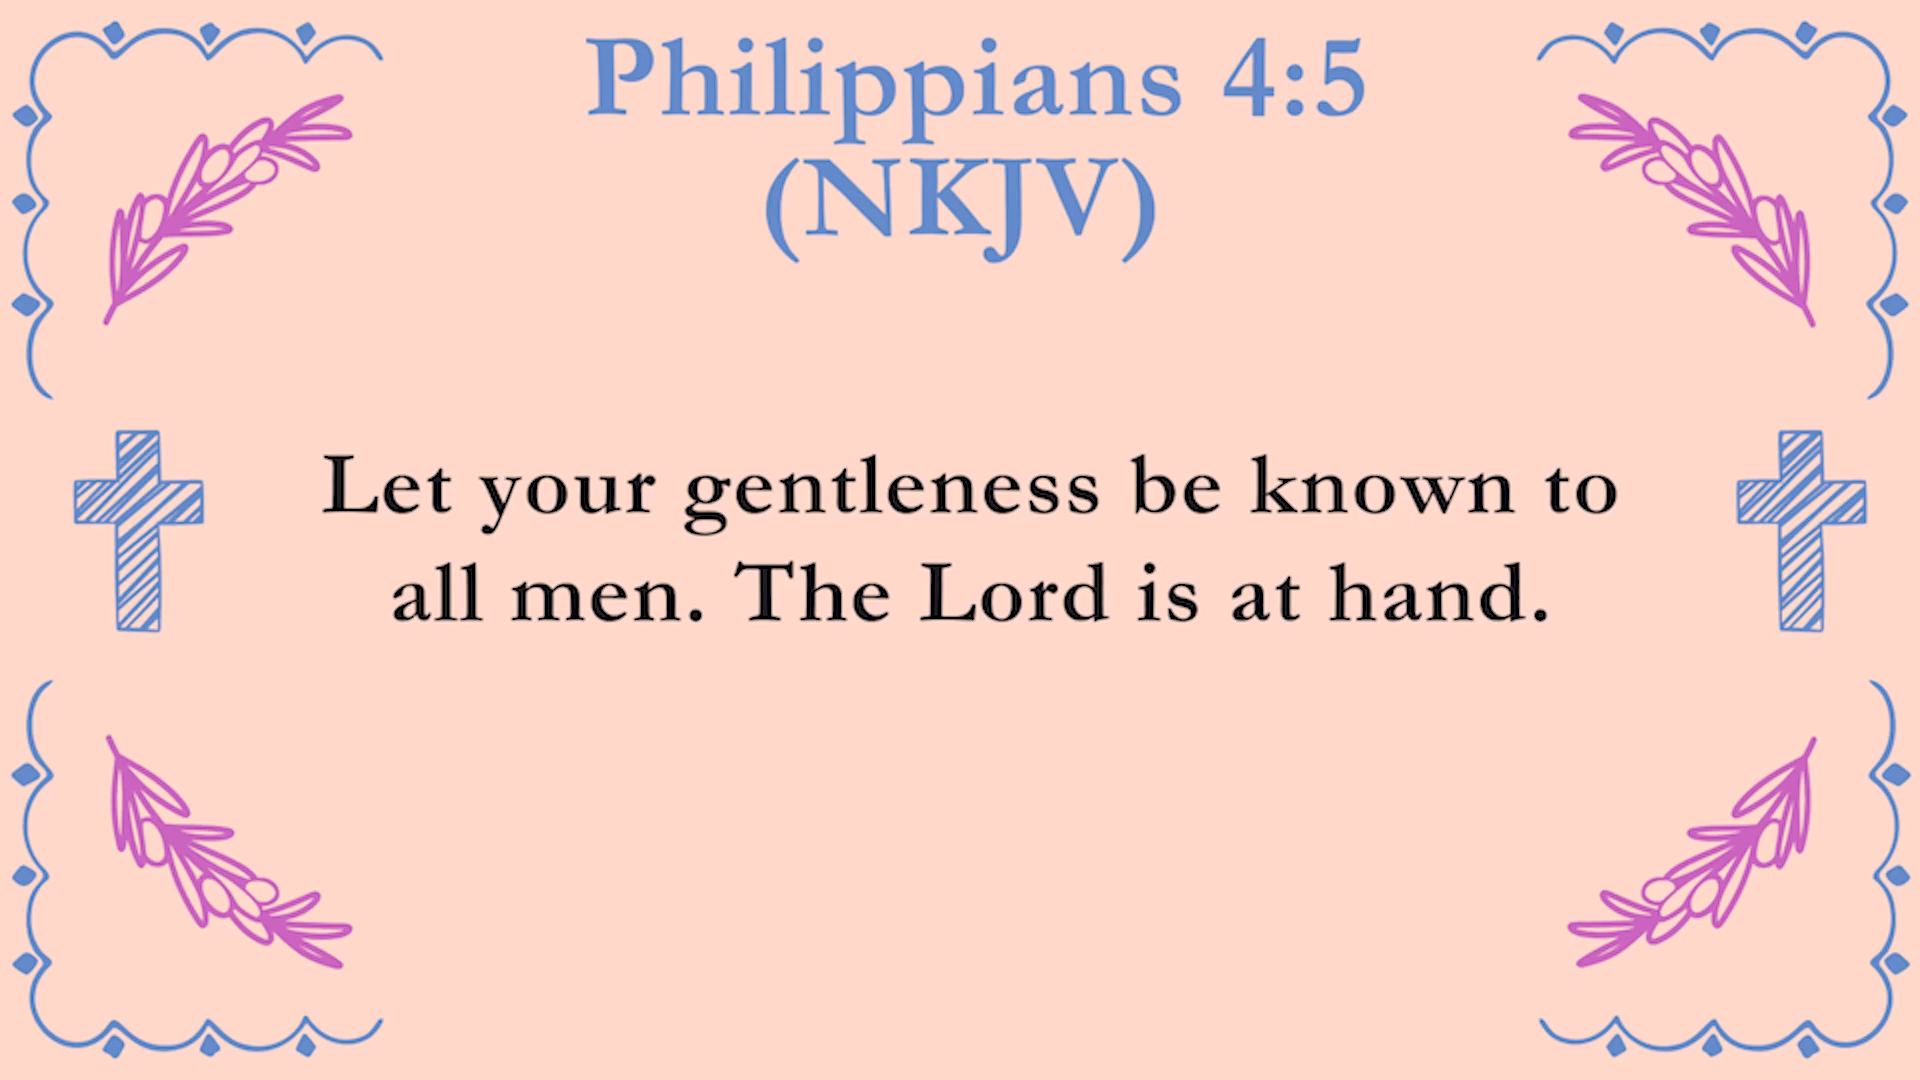 Philippians 4:5
(NKJV)
Let your gentleness be known to
all men. The Lord is at hand.